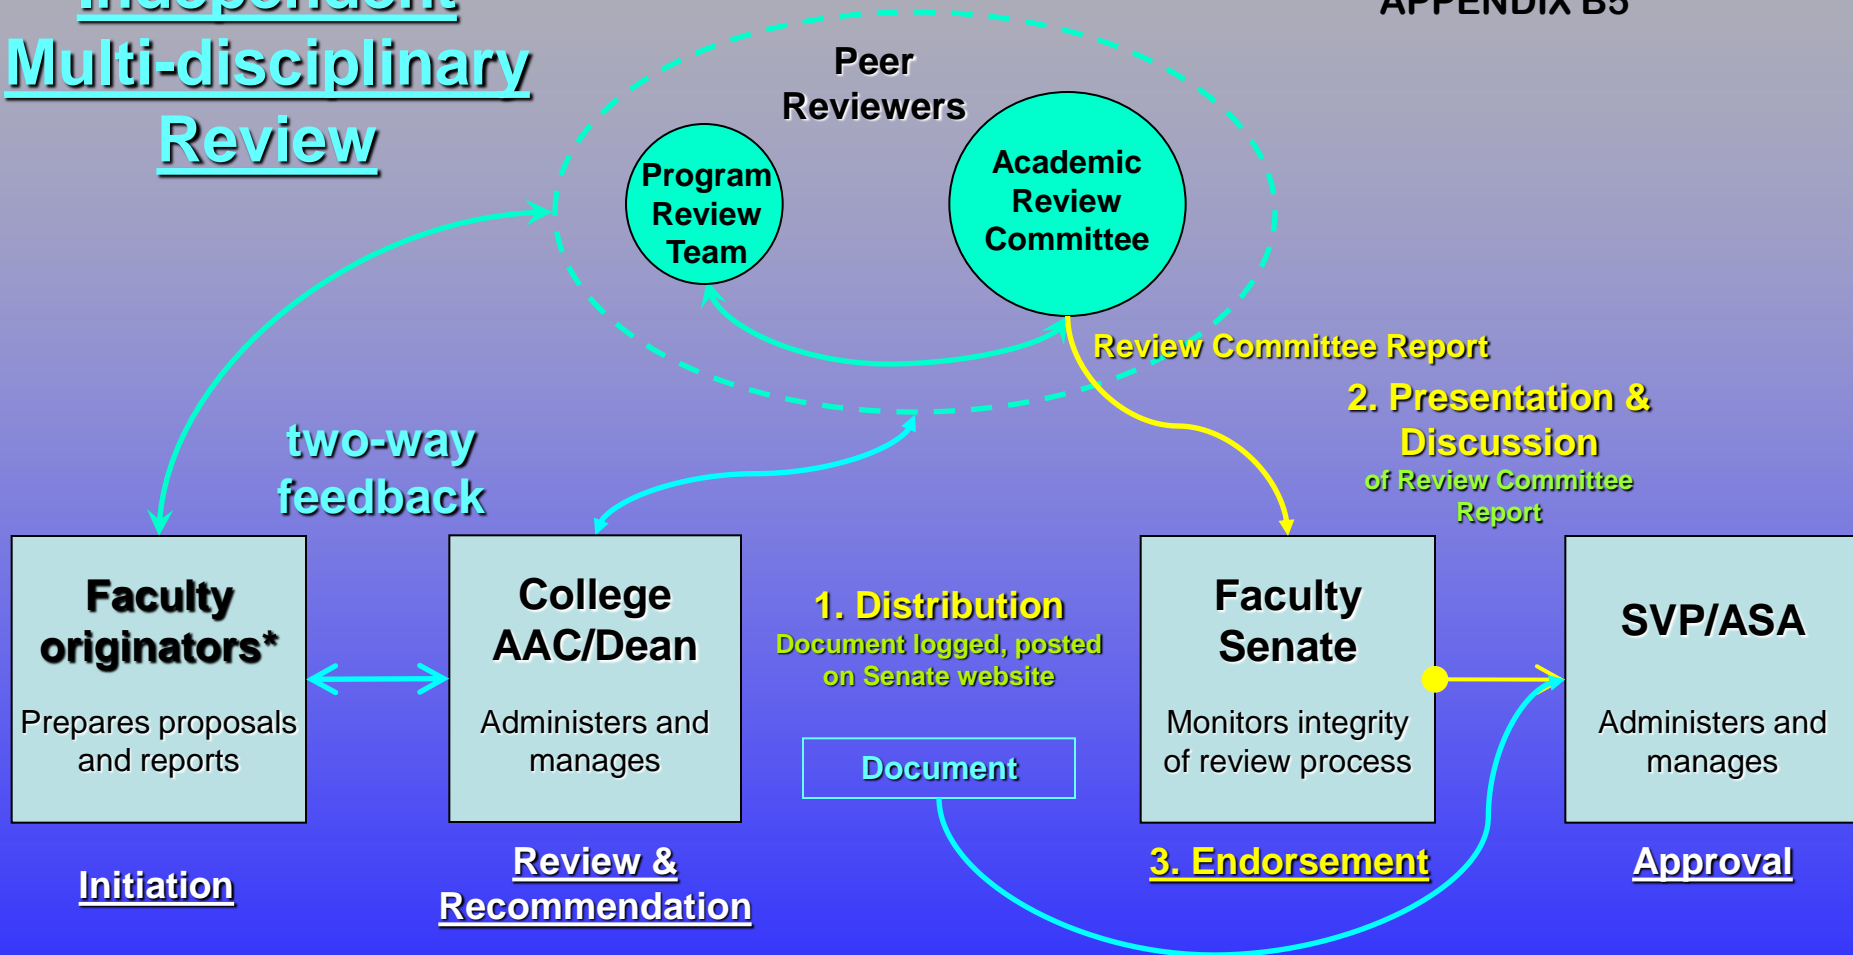 Independent
Multi-disciplinary
Review
APPENDIX B5
Peer
Reviewers
Program
Review
Team
Academic
Review
Committee
Review Committee Report
2. Presentation &
Discussion
of Review Committee
Report
two-way
feedback
Faculty
originators*
Prepares proposals
and reports
Initiation
College
AAC/Dean
Administers and
manages
Review &
Recommendation
1. Distribution
Document logged, posted
on Senate website
Document
Faculty
Senate
Monitors integrity
of review process
3. Endorsement
SVP/ASA
Administers and
manages
Approval